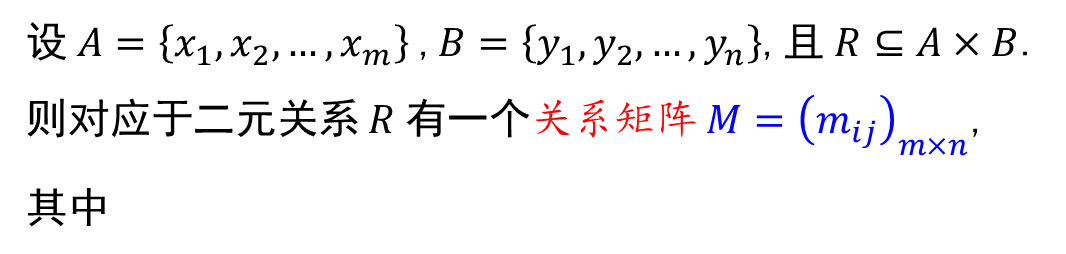 设 A = {x₁, x₂, …, xₘ} , B = {y₁, y₂, …, yₙ}, 且 R ⊆ A × B.
则对应于二元关系 R 有一个关系矩阵 M = (mᵢⱼ)ₘ×ₙ,
其中